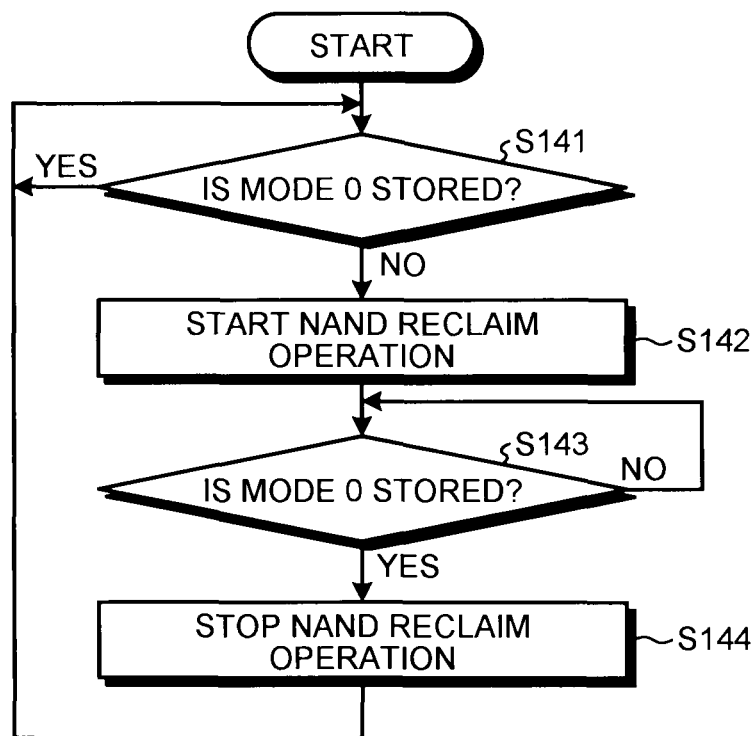 START
S141
YES
IS MODE 0 STORED?
NO
START NAND RECLAIM
OPERATION
S142
S143
NO
IS MODE 0 STORED?
YES
STOP NAND RECLAIM
OPERATION
S144